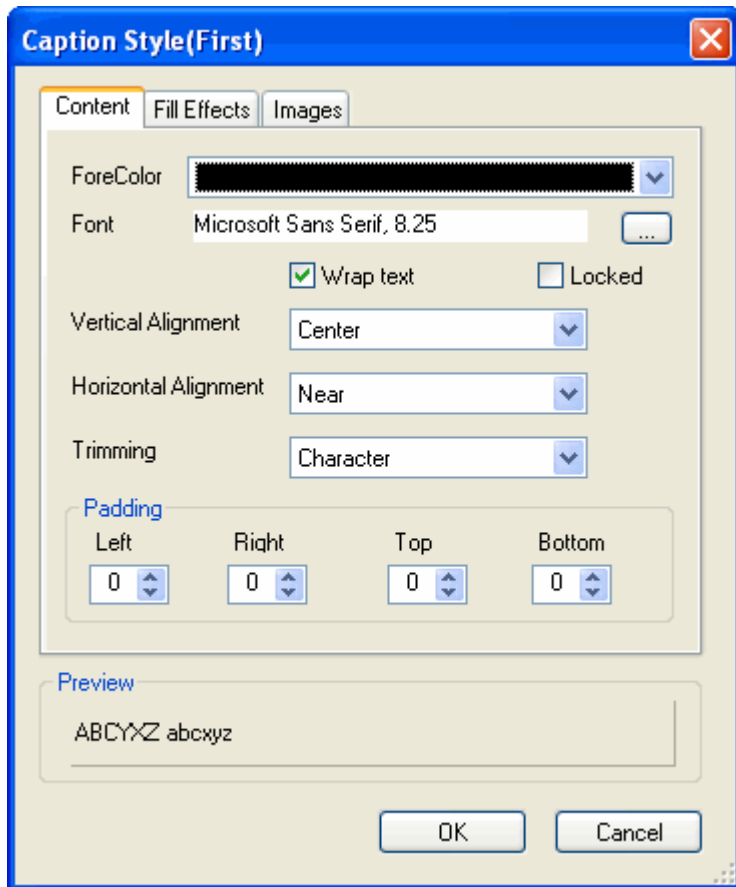 Caption Style(First)
Content Fill Effects Images
ForeColor
Font Microsoft Sans Serif, 8.25 ...
Wrap text Locked
Vertical Alignment Center
Horizontal Alignment Near
Trimming Character
Padding
Left Right Top Bottom
0 0 0 0
Preview
ABCYXZ abcxyz
OK Cancel